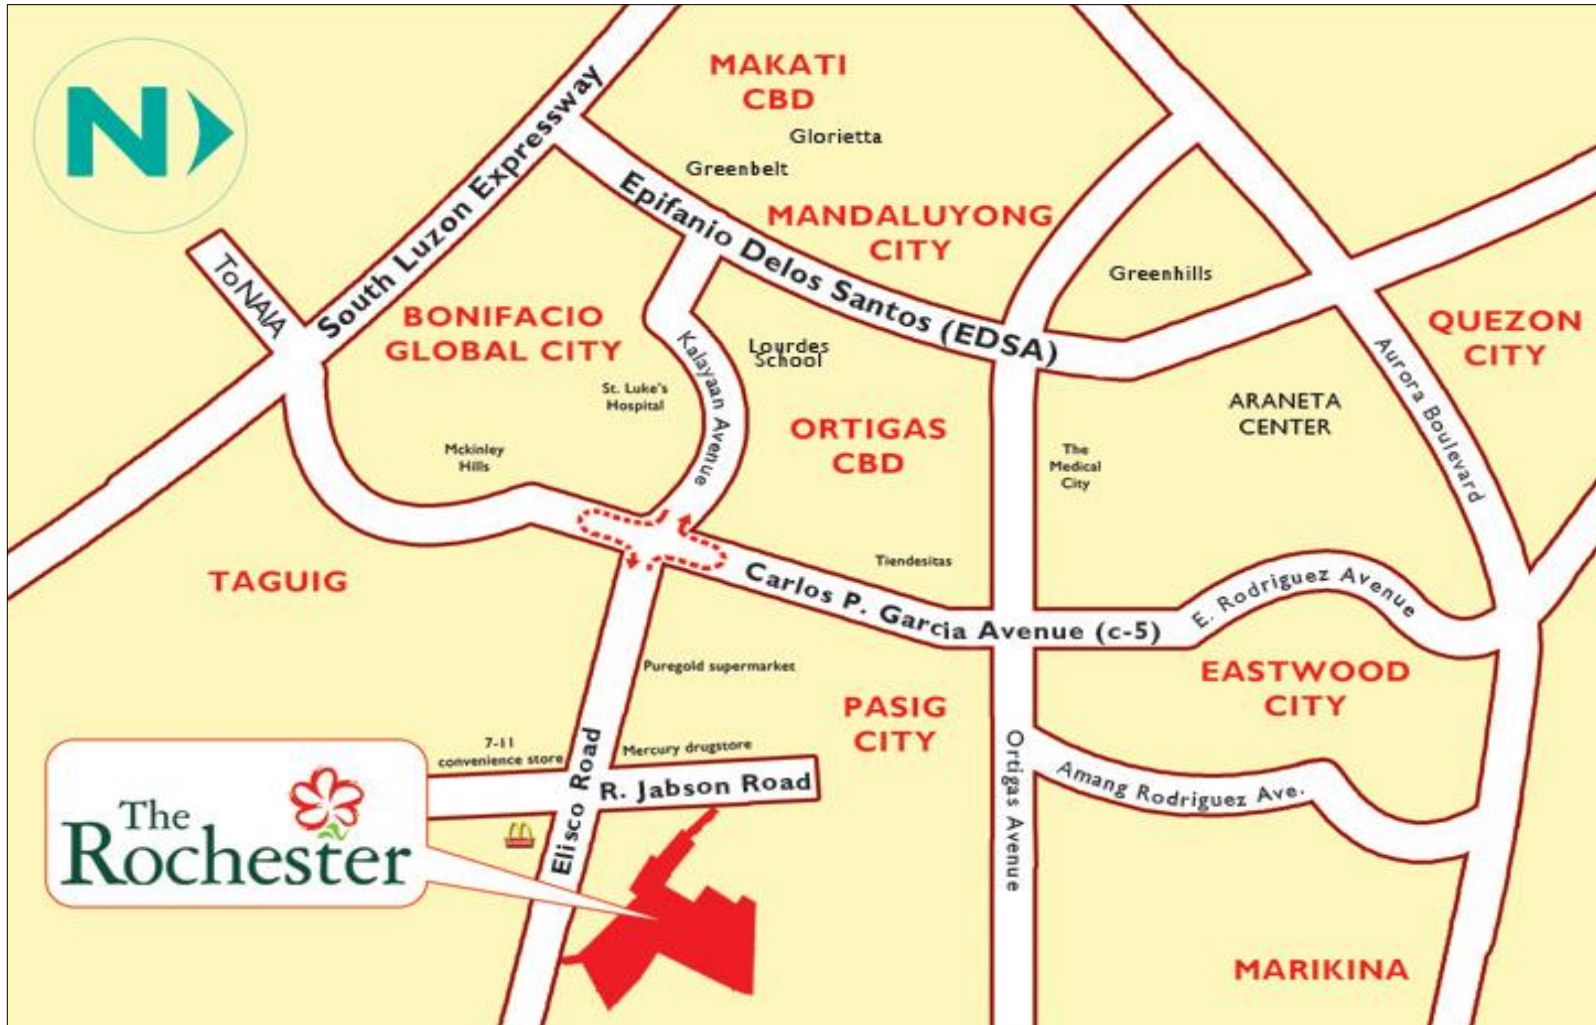 N
MAKATI
CBD
Glorietta
Greenbelt
South Luzon Expressway
Epifanio Delos Santos (EDSA)
MANDALUYONG
CITY
Greenhills
To NAIA
BONIFACIO
GLOBAL CITY
Kalayaan Avenue
Lourdes
School
St. Luke's
Hospital
QUEZON
CITY
Aurora Boulevard
ARANETA
CENTER
ORTIGAS
CBD
Mckinley
Hills
The
Medical
City
Tiendesitas
TAGUIG
Carlos P. Garcia Avenue (c-5)
E. Rodriguez Avenue
Puregold supermarket
EASTWOOD
CITY
PASIG
CITY
7-11
convenience store
Mercury drugstore
Elisco Road
R. Jabson Road
Ortigas Avenue
Amang Rodriguez Ave.
The
Rochester
MARIKINA